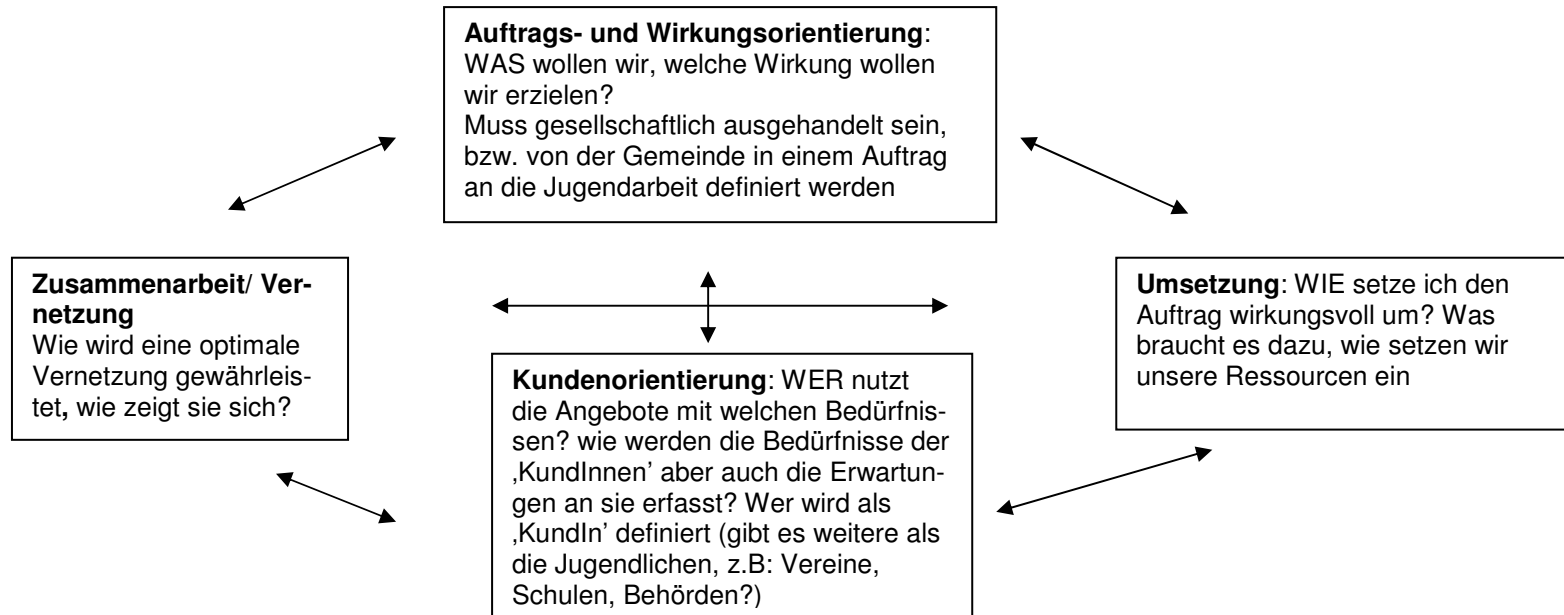 Auftrags- und Wirkungsorientierung:
WAS wollen wir, welche Wirkung wollen
wir erzielen?
Muss gesellschaftlich ausgehandelt sein,
bzw. von der Gemeinde in einem Auftrag
an die Jugendarbeit definiert werden
Zusammenarbeit/ Ver-
netzung
Wie wird eine optimale
Vernetzung gewährleis-
tet, wie zeigt sie sich?
Umsetzung: WIE setze ich den
Auftrag wirkungsvoll um? Was
braucht es dazu, wie setzen wir
unsere Ressourcen ein
Kundenorientierung: WER nutzt
die Angebote mit welchen Bedürfnis-
sen? wie werden die Bedürfnisse der
‚KundInnen’ aber auch die Erwartun-
gen an sie erfasst? Wer wird als
‚KundIn’ definiert (gibt es weitere als
die Jugendlichen, z.B: Vereine,
Schulen, Behörden?)